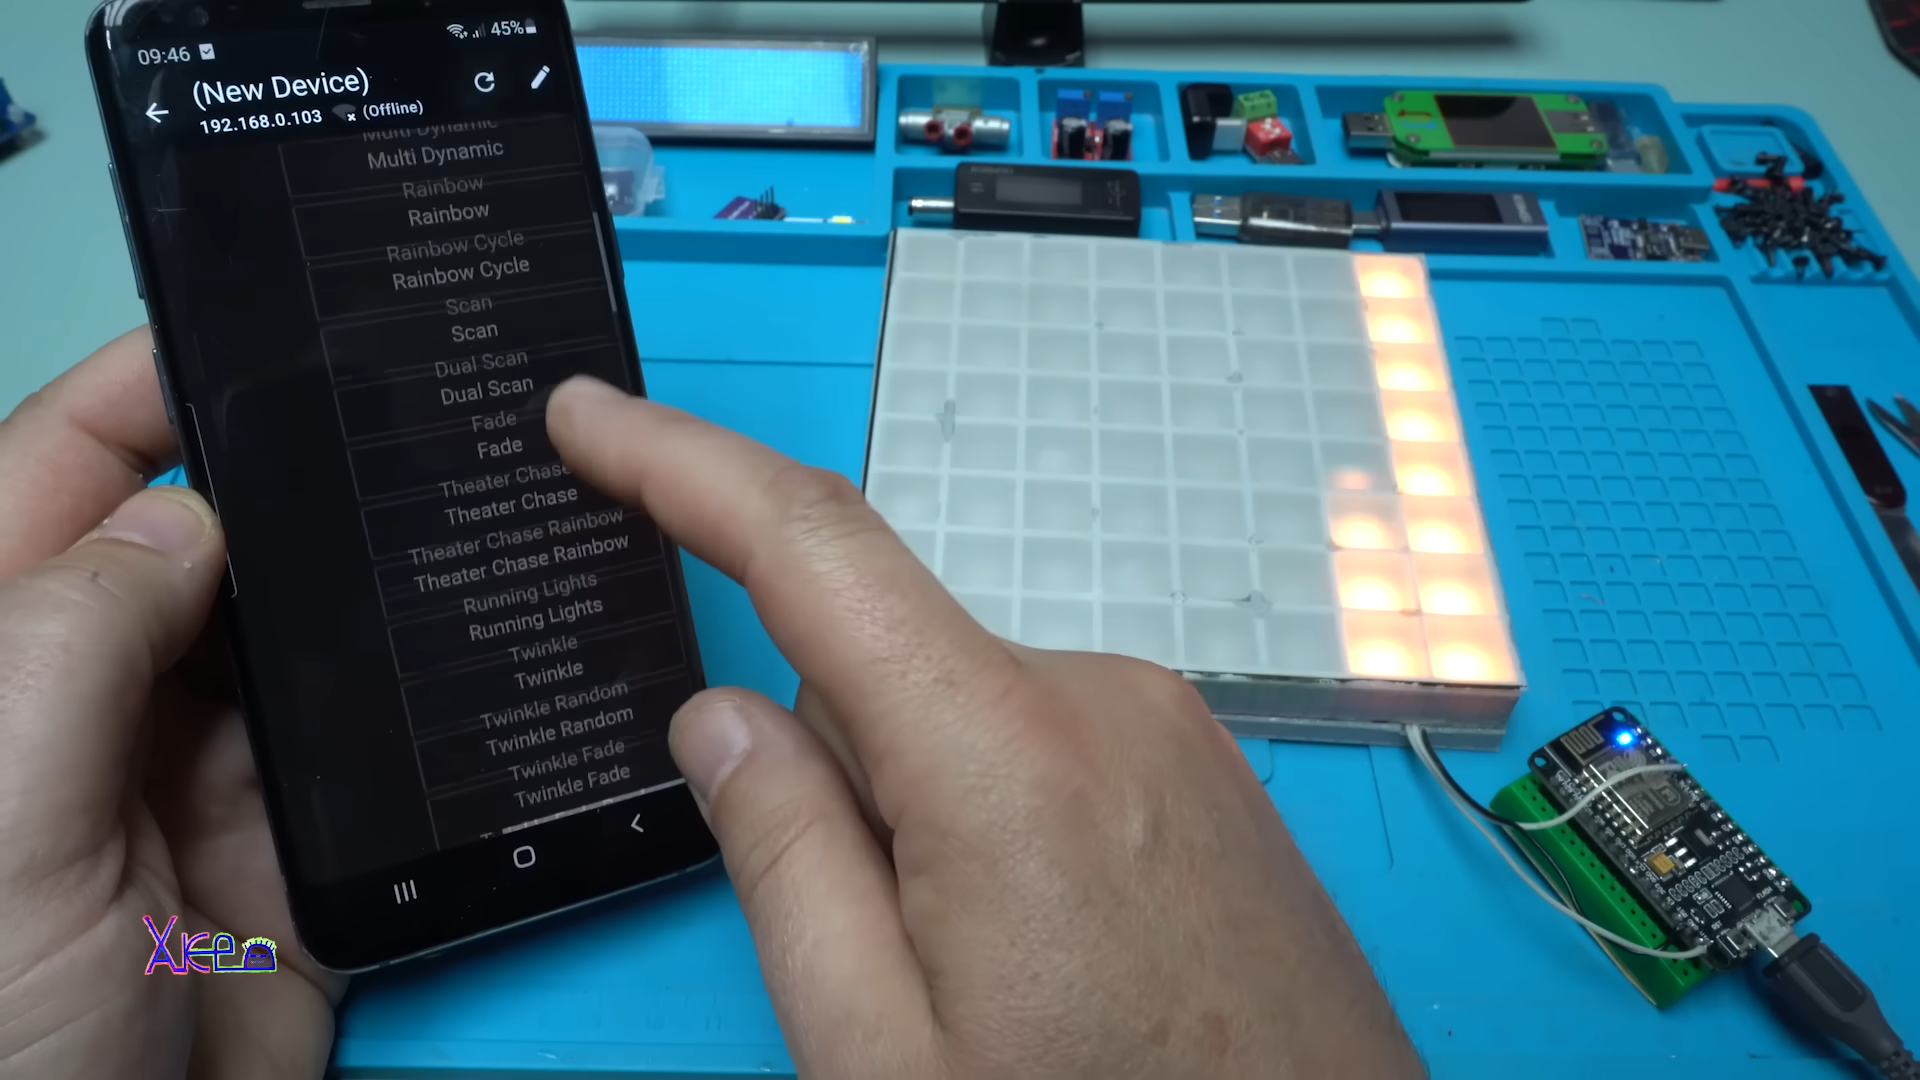 09:46
45%
(New Device)
192.168.0.103 (Offline)
Multi Dynamic
Multi Dynamic
Rainbow
Rainbow
Rainbow Cycle
Rainbow Cycle
Scan
Scan
Dual Scan
Dual Scan
Fade
Fade
Theater Chase
Theater Chase
Theater Chase Rainbow
Theater Chase Rainbow
Running Lights
Running Lights
Twinkle
Twinkle
Twinkle Random
Twinkle Random
Twinkle Fade
Twinkle Fade